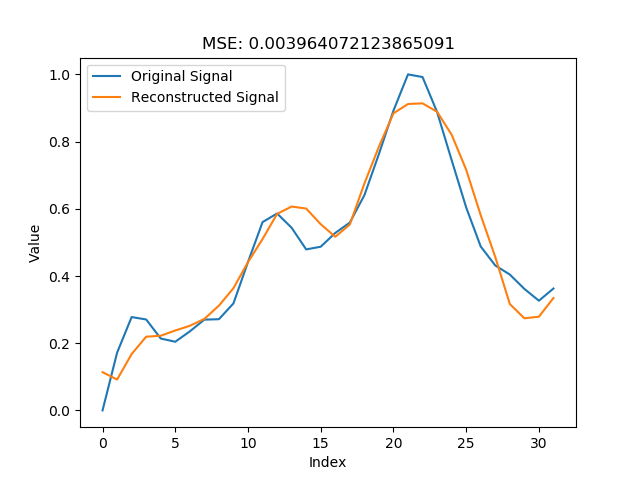 MSE: 0.003964072123865091
Original Signal
Reconstructed Signal
Value
1.0
0.8
0.6
0.4
0.2
0.0
0 5 10 15 20 25 30
Index